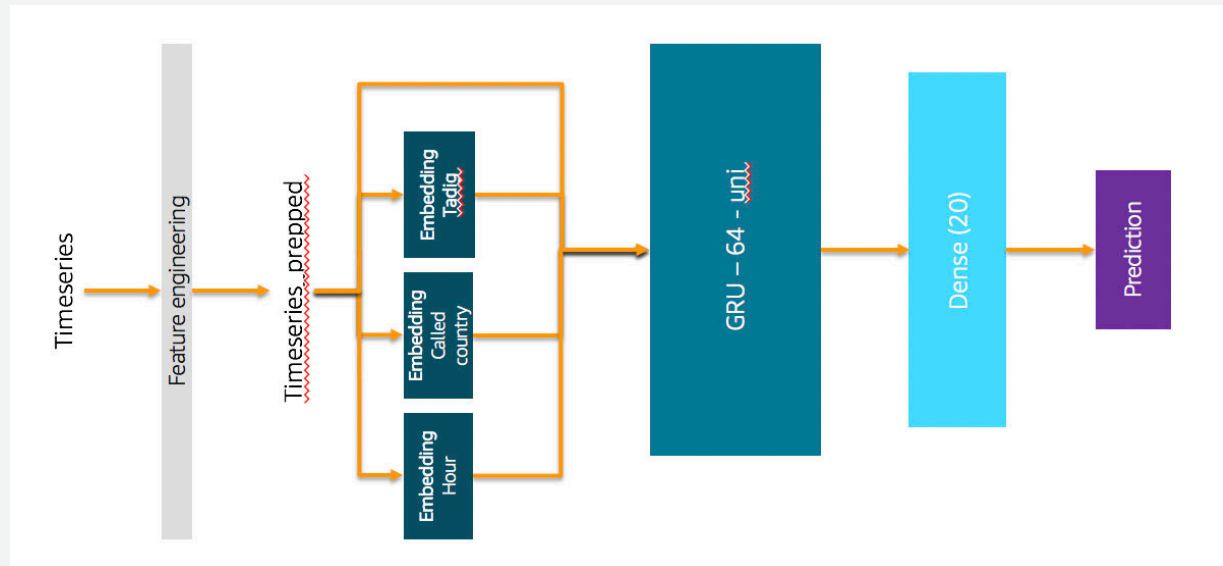 Timeseries
Feature engineering
Timeseries_prepped
Embedding
Tadig
Embedding
Called
country
Embedding
Hour
GRU – 64 - uni
Dense (20)
Prediction